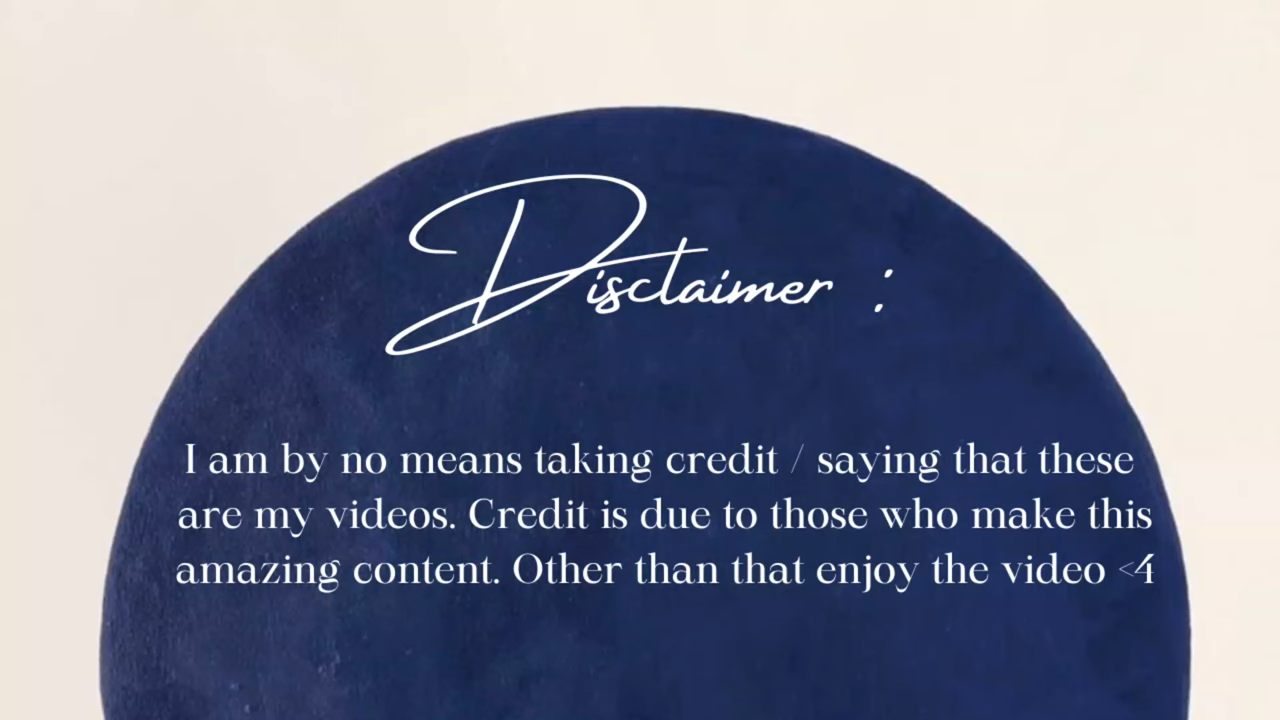 Disclaimer :
I am by no means taking credit / saying that these
are my videos. Credit is due to those who make this
amazing content. Other than that enjoy the video <4